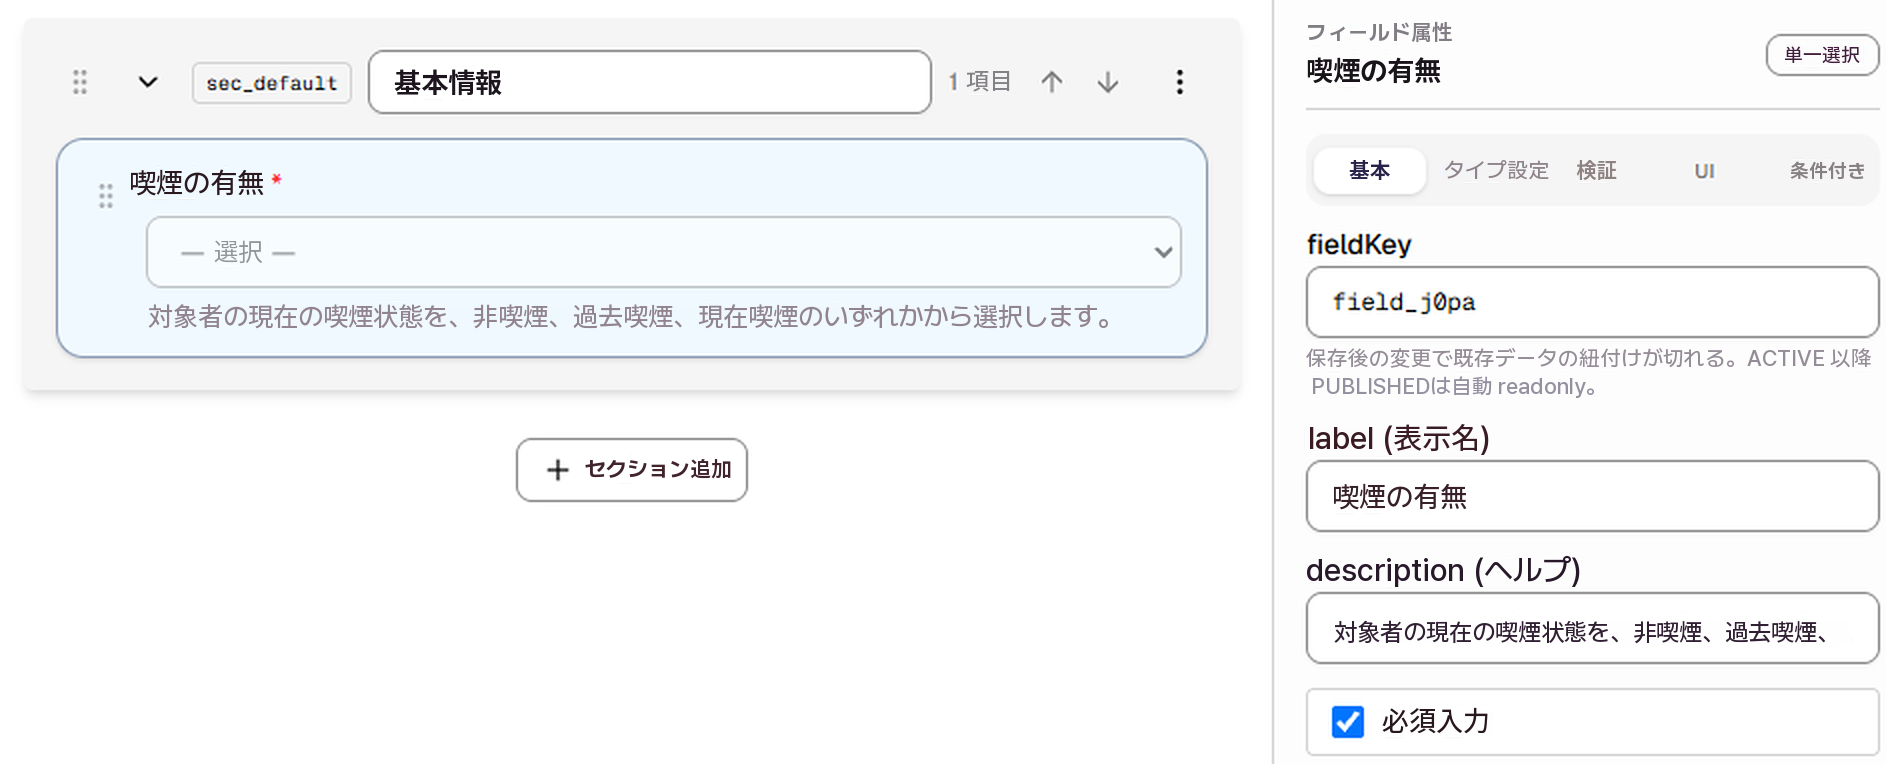 sec_default
基本情報
1 項目
喫煙の有無 *
— 選択 —
対象者の現在の喫煙状態を、非喫煙、過去喫煙、現在喫煙のいずれかから選択します。
+ セクション追加
フィールド属性
喫煙の有無
単一選択
基本 タイプ設定 検証 UI 条件付き
fieldKey
field_j0pa
保存後の変更で既存データの紐付けが切れる。ACTIVE 以降
PUBLISHEDは自動 readonly。
label (表示名)
喫煙の有無
description (ヘルプ)
対象者の現在の喫煙状態を、非喫煙、過去喫煙、
必須入力